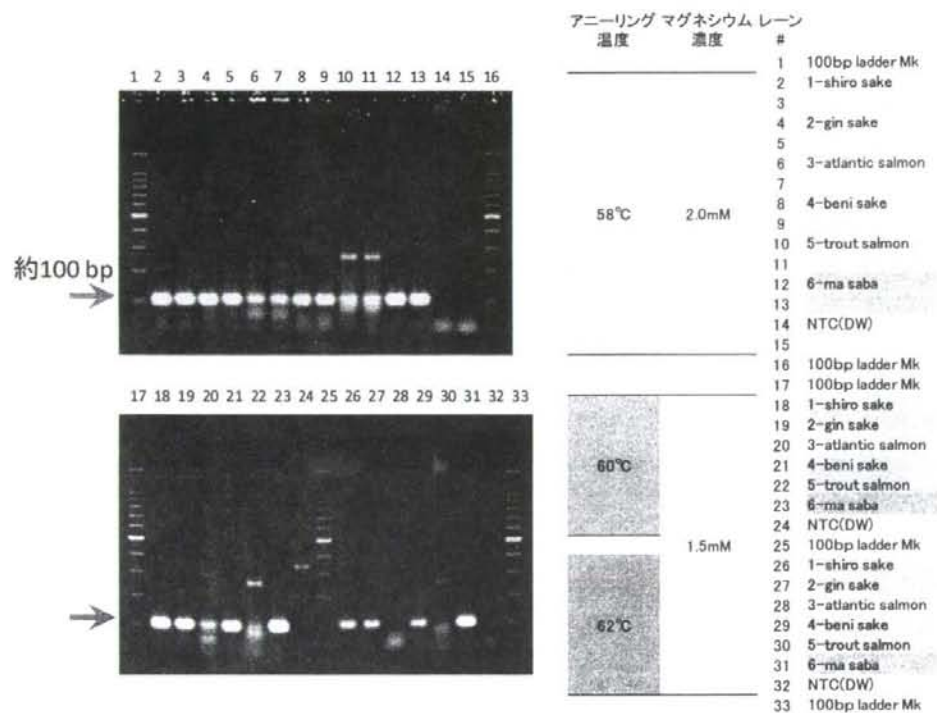 アニーリング マグネシウム レーン
温度 濃度 #
1 2 3 4 5 6 7 8 9 10 11 12 13 14 15 16
約100 bp
17 18 19 20 21 22 23 24 25 26 27 28 29 30 31 32 33
58℃ 2.0mM
60℃
1.5mM
62℃
1 100bp ladder Mk
2 1-shiro sake
3
4 2-gin sake
5
6 3-atlantic salmon
7
8 4-beni sake
9
10 5-trout salmon
11
12 6-ma saba
13
14 NTC(DW)
15
16 100bp ladder Mk
17 100bp ladder Mk
18 1-shiro sake
19 2-gin sake
20 3-atlantic salmon
21 4-beni sake
22 5-trout salmon
23 6-ma saba
24 NTC(DW)
25 100bp ladder Mk
26 1-shiro sake
27 2-gin sake
28 3-atlantic salmon
29 4-beni sake
30 5-trout salmon
31 6-ma saba
32 NTC(DW)
33 100bp ladder Mk